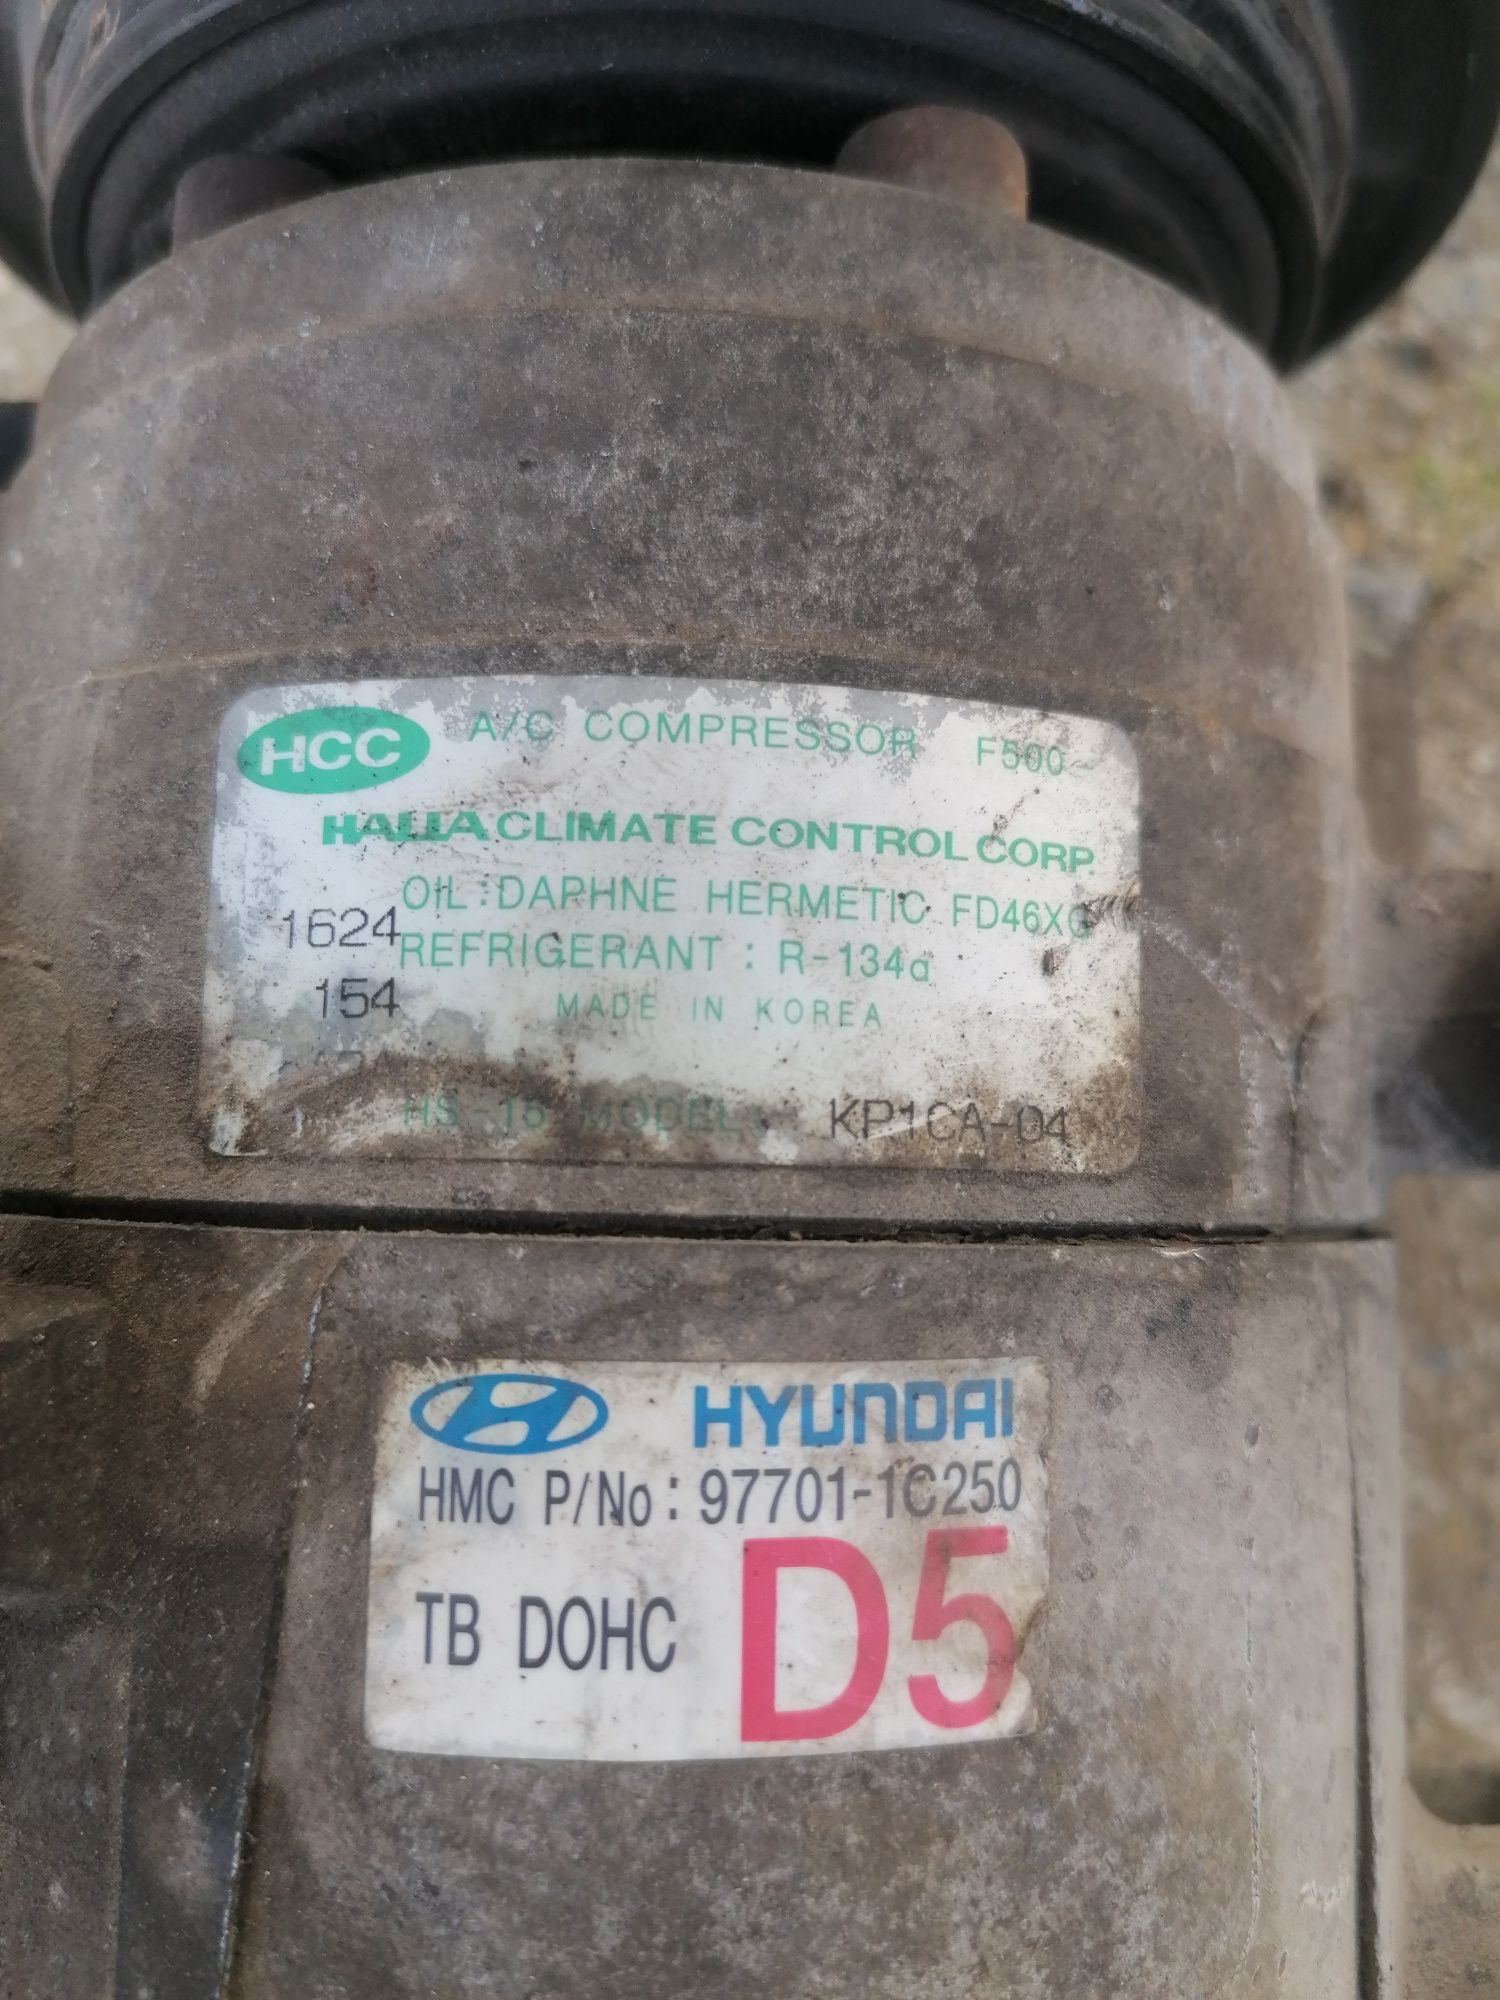 HCC A/C COMPRESSOR F500-
HALLA CLIMATE CONTROL CORP.
OIL : DAPHNE HERMETIC FD46XG
1624
REFRIGERANT : R-134a
154
MADE IN KOREA
HS-15 MODEL KP1CA-04
HYUNDAI
HMC P/No : 97701-1C250
TB DOHC D5